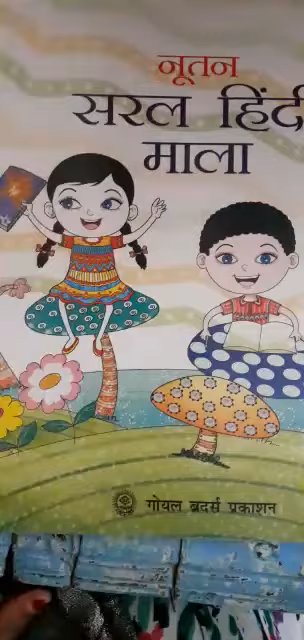 नूतन
सरल हिंदी
माला
गोयल ब्रदर्स प्रकाशन